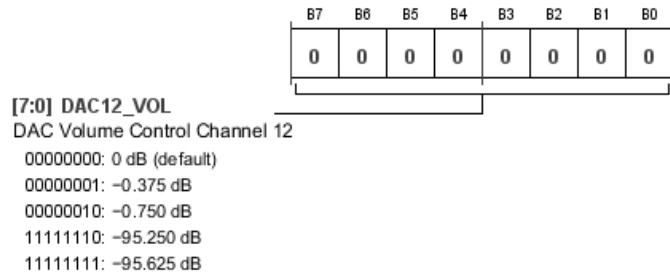 B7 B6 B5 B4 B3 B2 B1 B0
0 0 0 0 0 0 0 0
[7:0] DAC12_VOL
DAC Volume Control Channel 12
00000000: 0 dB (default)
00000001: −0.375 dB
00000010: −0.750 dB
11111110: −95.250 dB
11111111: −95.625 dB